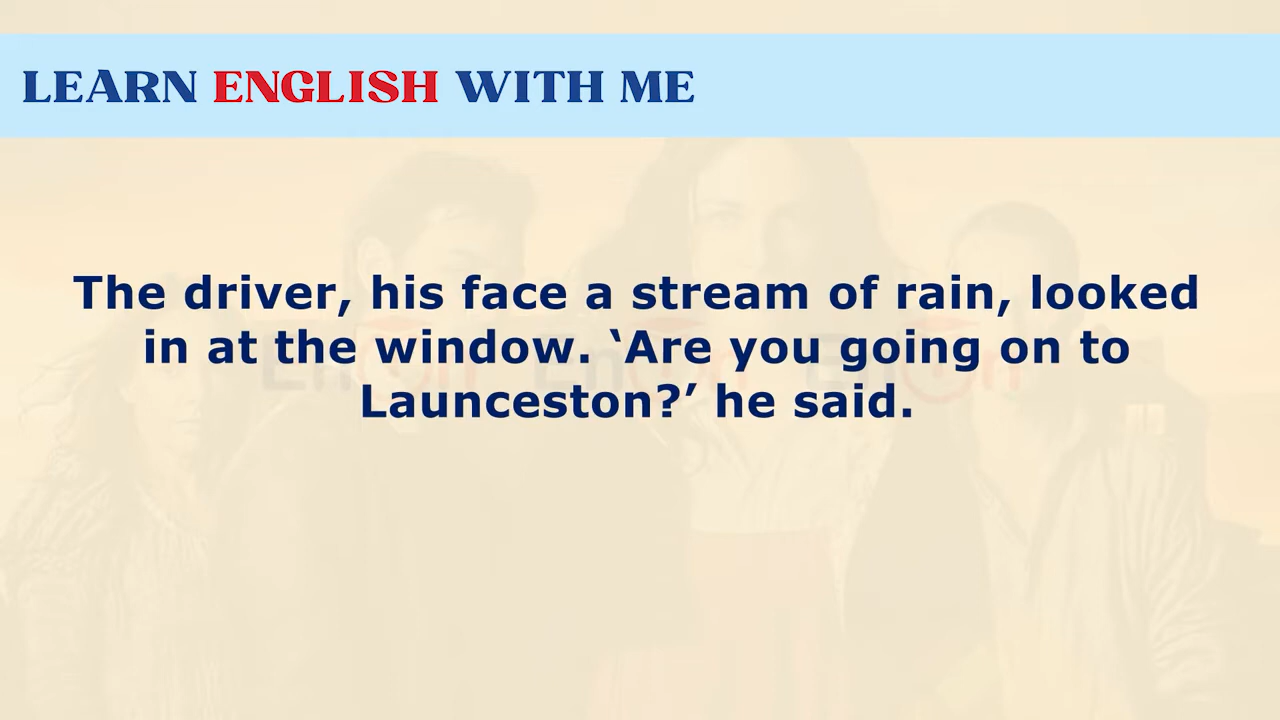 LEARN ENGLISH WITH ME
The driver, his face a stream of rain, looked
in at the window. ‘Are you going on to
Launceston?’ he said.